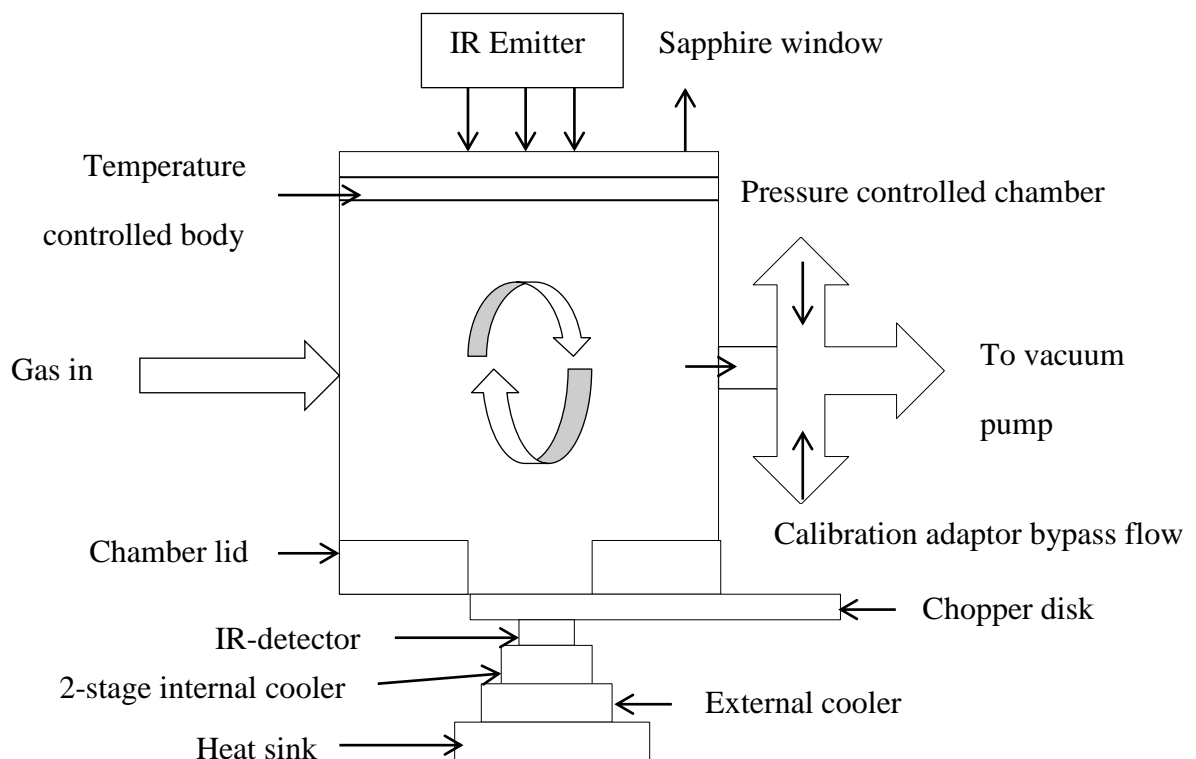 IR Emitter
Sapphire window
Temperature
controlled body
Pressure controlled chamber
Gas in
To vacuum
pump
Chamber lid
Calibration adaptor bypass flow
Chopper disk
IR-detector
2-stage internal cooler
External cooler
Heat sink